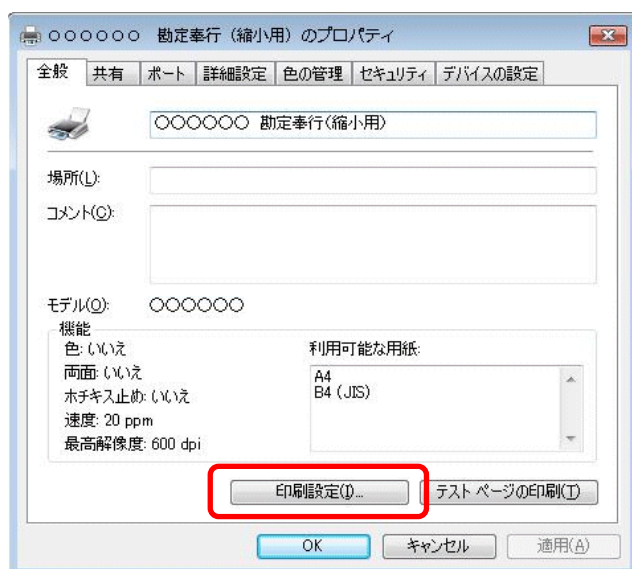 ○○○○○○ 勘定奉行（縮小用）のプロパティ
全般 共有 ポート 詳細設定 色の管理 セキュリティ デバイスの設定
○○○○○○ 勘定奉行(縮小用)
場所(L):
コメント(C):
モデル(O): ○○○○○○
機能
色: いいえ
両面: いいえ
ホチキス止め: いいえ
速度: 20 ppm
最高解像度: 600 dpi
利用可能な用紙:
A4
B4 (JIS)
印刷設定(I)... テスト ページの印刷(T)
OK キャンセル 適用(A)